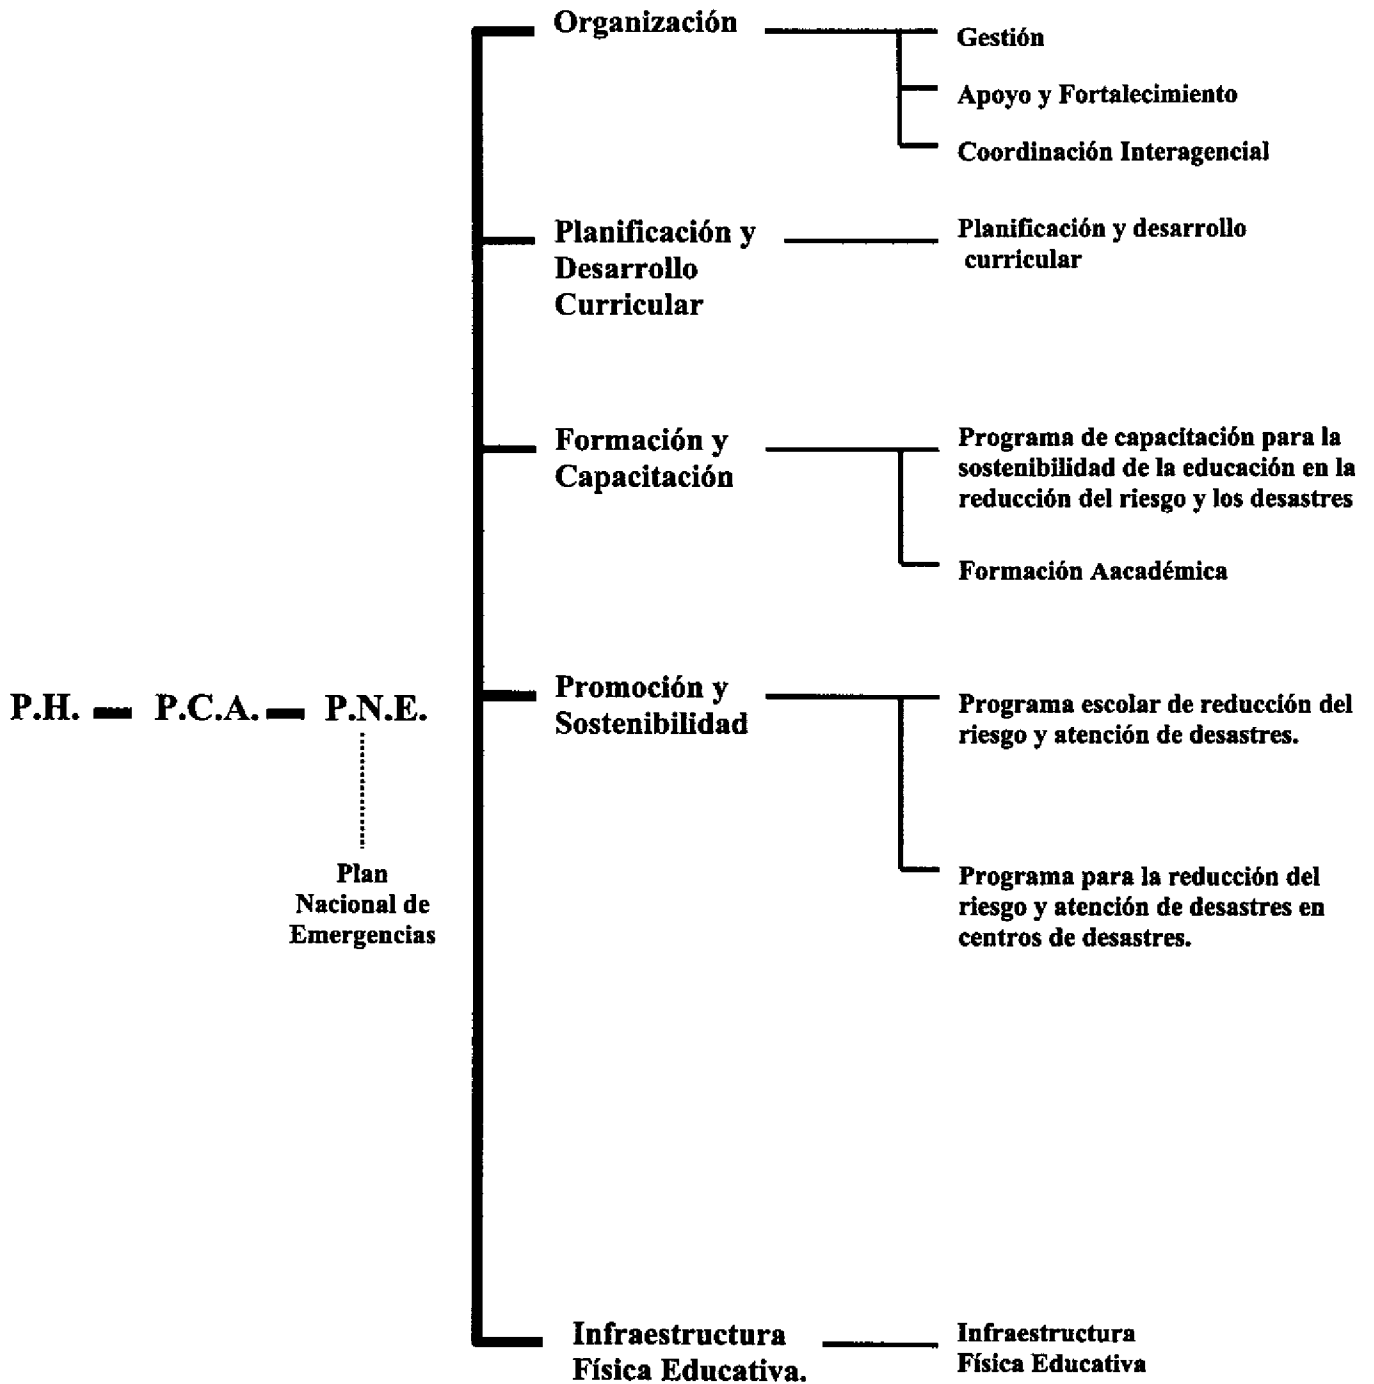 Organización
Gestión
Apoyo y Fortalecimiento
Coordinación Interagencial
Planificación y
Desarrollo
Curricular
Planificación y desarrollo
curricular
Formación y
Capacitación
Programa de capacitación para la
sostenibilidad de la educación en la
reducción del riesgo y los desastres
Formación Aacadémica
P.H. P.C.A. P.N.E.
Plan
Nacional de
Emergencias
Promoción y
Sostenibilidad
Programa escolar de reducción del
riesgo y atención de desastres.
Programa para la reducción del
riesgo y atención de desastres en
centros de desastres.
Infraestructura
Física Educativa.
Infraestructura
Física Educativa